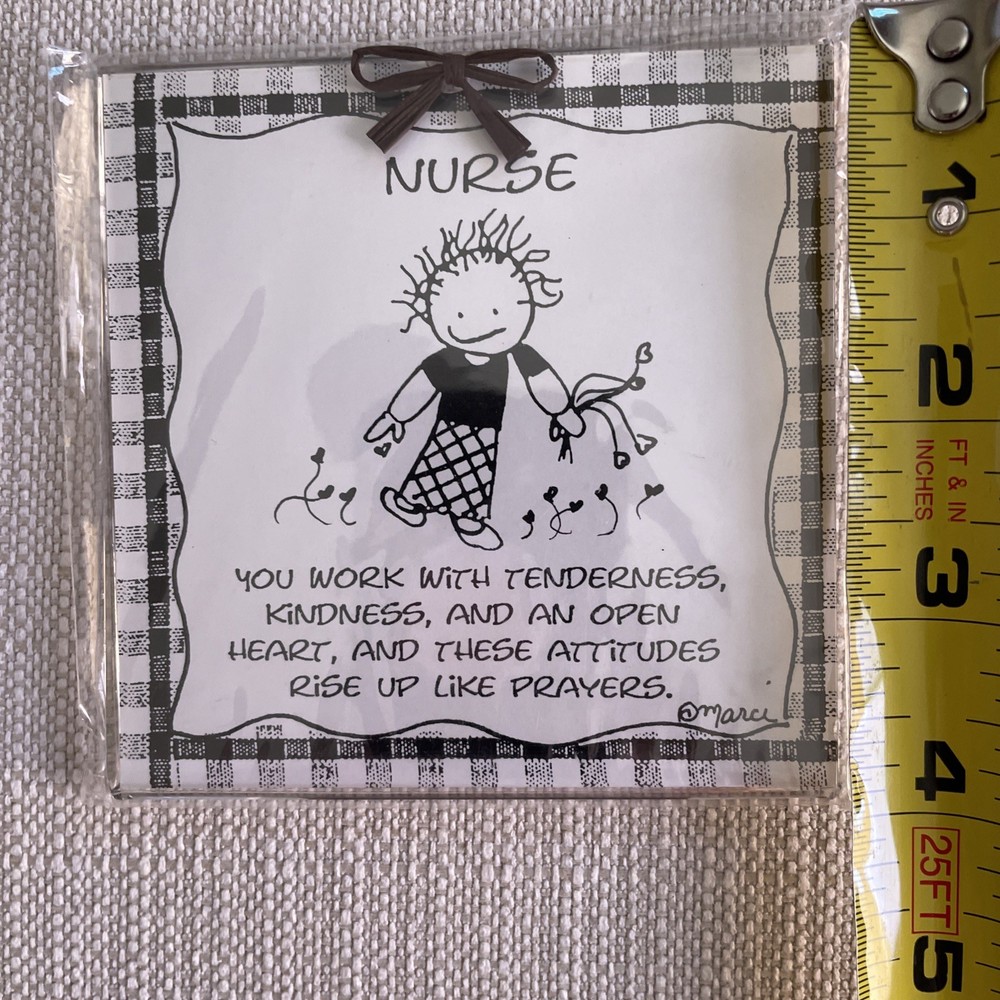 NURSE
YOU WORK WITH TENDERNESS,
KINDNESS, AND AN OPEN
HEART, AND THESE ATTITUDES
RISE UP LIKE PRAYERS.
©Marci
1
2
FT & IN
INCHES
3
4
25FT
5